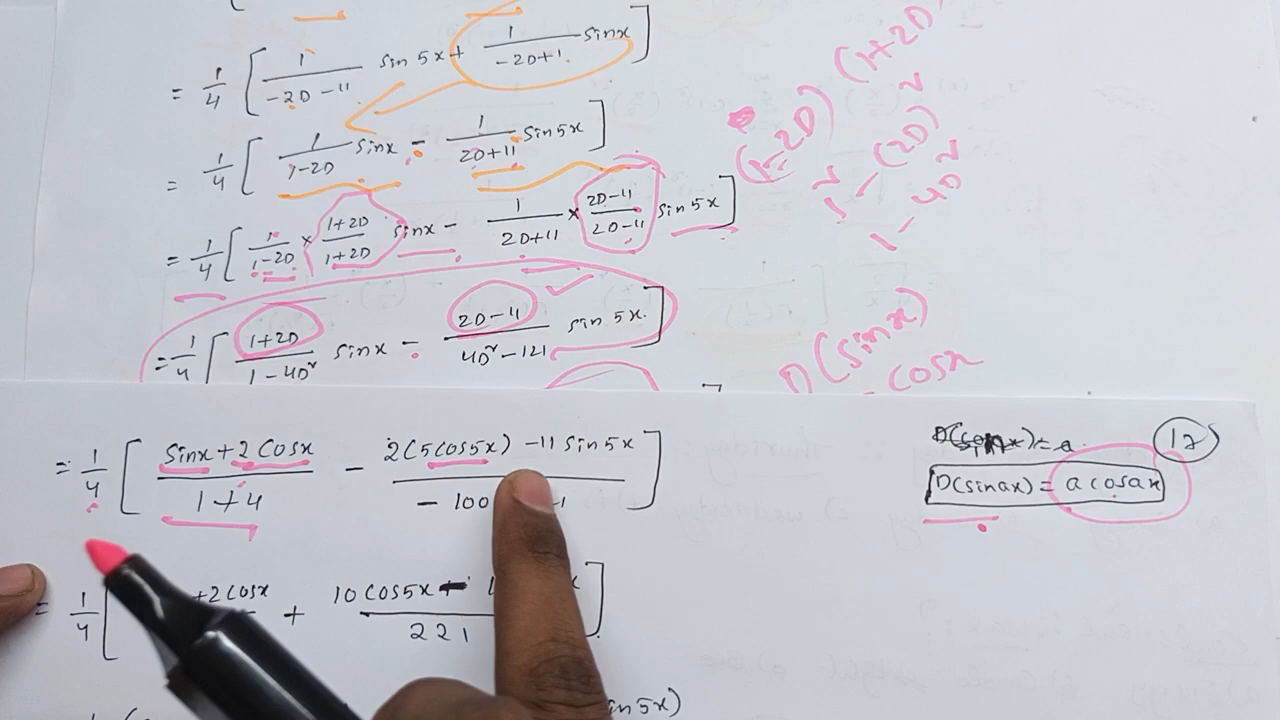 = 1/4 [ 1/(-2D-11) sin 5x + 1/(-2D+1) sinx ]
= 1/4 [ 1/(1-2D) sinx - 1/(2D+11) sin5x ]
= 1/4 [ 1/(1-2D) × (1+2D)/(1+2D) sinx - 1/(2D+11) × (2D-11)/(2D-11) sin5x ]
= 1/4 [ (1+2D)/(1-4D²) sinx - (2D-11)/(4D²-121) sin 5x. ]
(1-2D) (1+2D)
1² - (2D)²
1 - 4D²
D(sinx)
cosx
= 1/4 [ (sinx+2cosx)/(1+4) - (2(5cos5x) -11 sin5x)/(-100
= 1/4 [ +2cosx + 10cos5x /221 ]
17
D(sinax) = a cosax
in5x)